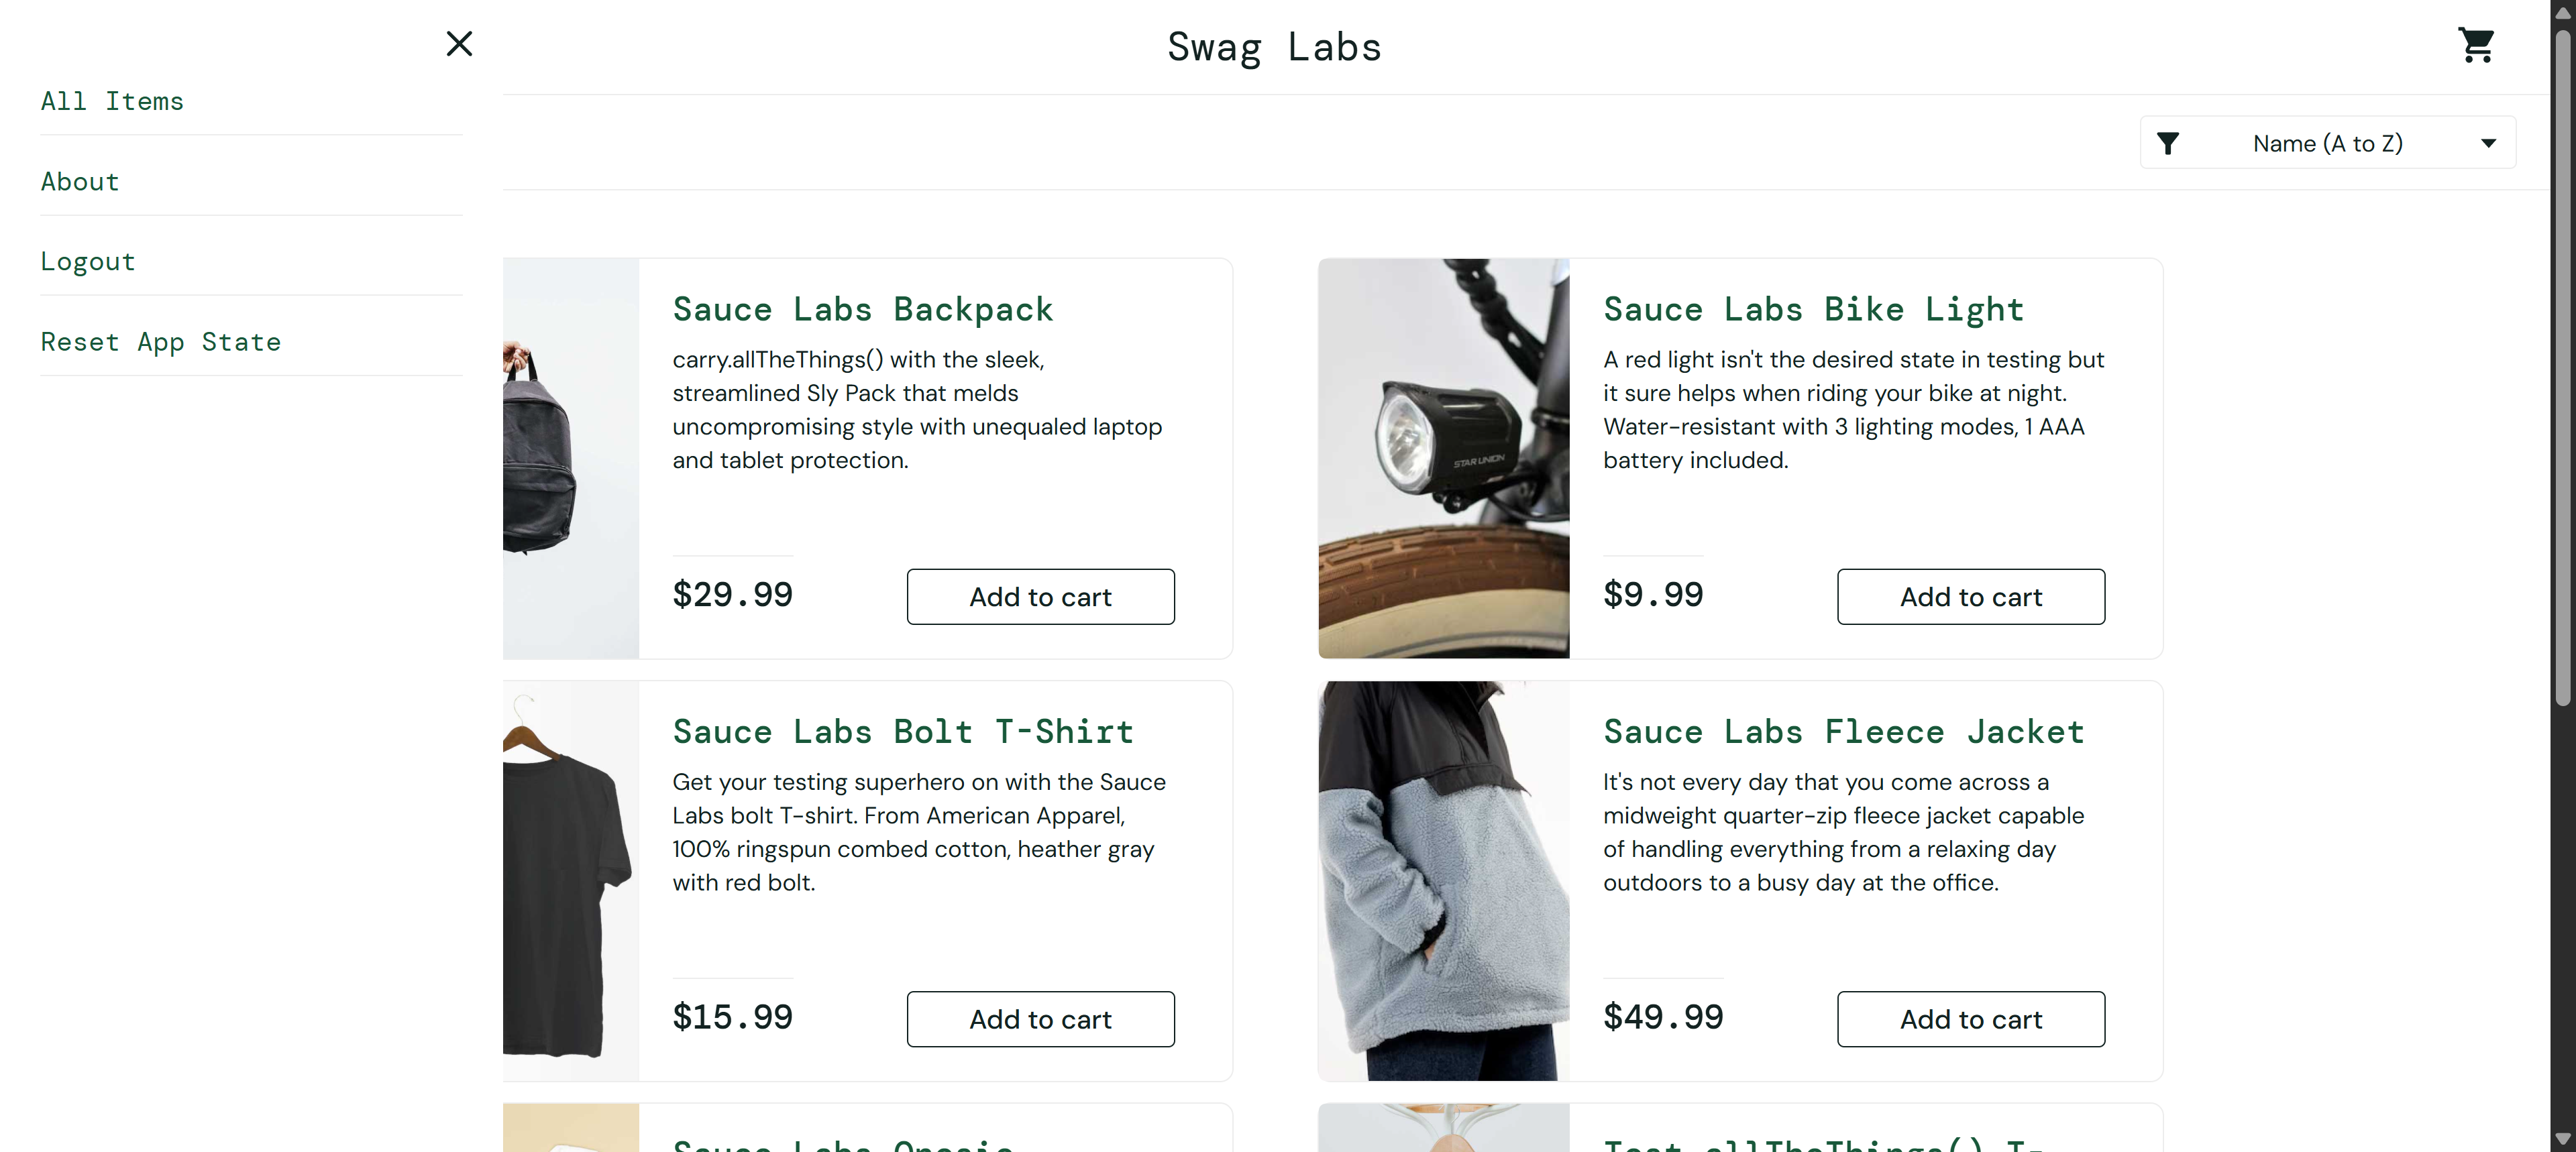 Swag Labs
All Items
About
Logout
Reset App State
Name (A to Z)
Sauce Labs Backpack
carry.allTheThings() with the sleek,
streamlined Sly Pack that melds
uncompromising style with unequaled laptop
and tablet protection.
$29.99
Add to cart
Sauce Labs Bike Light
A red light isn't the desired state in testing but
it sure helps when riding your bike at night.
Water-resistant with 3 lighting modes, 1 AAA
battery included.
STAR UNION
$9.99
Add to cart
Sauce Labs Bolt T-Shirt
Get your testing superhero on with the Sauce
Labs bolt T-shirt. From American Apparel,
100% ringspun combed cotton, heather gray
with red bolt.
$15.99
Add to cart
Sauce Labs Fleece Jacket
It's not every day that you come across a
midweight quarter-zip fleece jacket capable
of handling everything from a relaxing day
outdoors to a busy day at the office.
$49.99
Add to cart
Sauce Labs Onesie
Test.allTheThings() T-